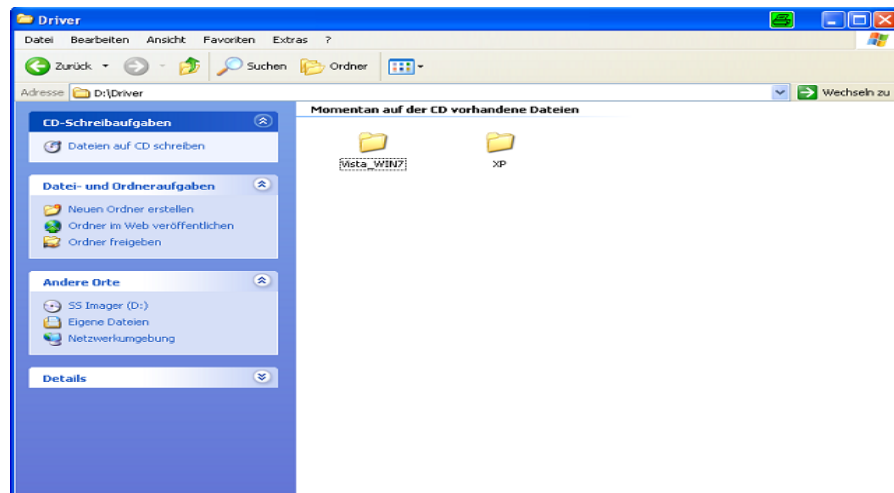 Driver
Datei Bearbeiten Ansicht Favoriten Extras ?
Zurück Suchen Ordner
Adresse D:\Driver Wechseln zu
CD-Schreibaufgaben
Dateien auf CD schreiben
Datei- und Ordneraufgaben
Neuen Ordner erstellen
Ordner im Web veröffentlichen
Ordner freigeben
Andere Orte
SS Imager (D:)
Eigene Dateien
Netzwerkumgebung
Details
Momentan auf der CD vorhandene Dateien
Vista_WIN7 XP